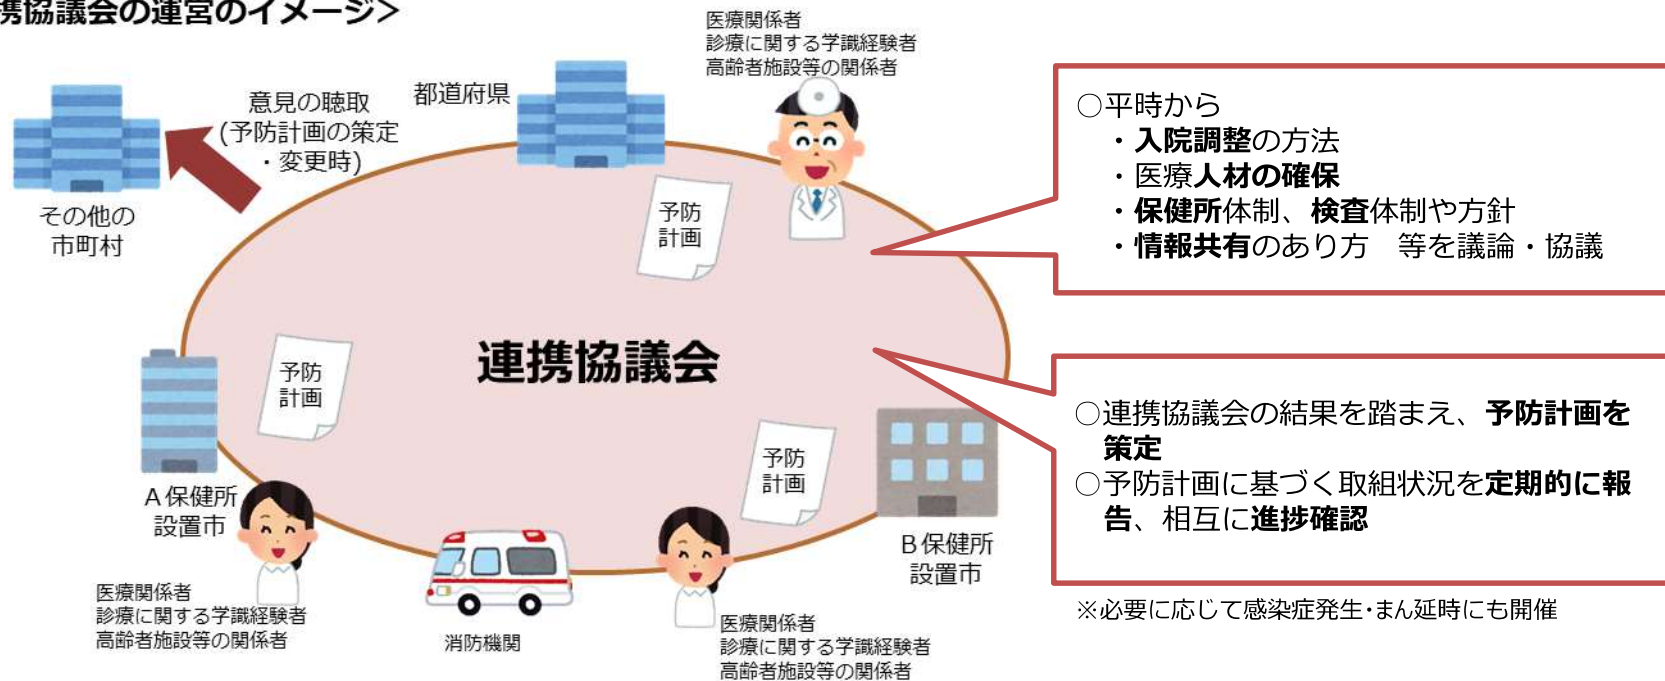 携協議会の運営のイメージ＞
医療関係者
診療に関する学識経験者
高齢者施設等の関係者
都道府県
意見の聴取
(予防計画の策定
・変更時)
その他の
市町村
予防
計画
○平時から
・入院調整の方法
・医療人材の確保
・保健所体制、検査体制や方針
・情報共有のあり方　等を議論・協議
連携協議会
予防
計画
予防
計画
○連携協議会の結果を踏まえ、予防計画を
策定
○予防計画に基づく取組状況を定期的に報
告、相互に進捗確認
Ａ保健所
設置市
Ｂ保健所
設置市
医療関係者
診療に関する学識経験者
高齢者施設等の関係者
消防機関
医療関係者
診療に関する学識経験者
高齢者施設等の関係者
※必要に応じて感染症発生･まん延時にも開催